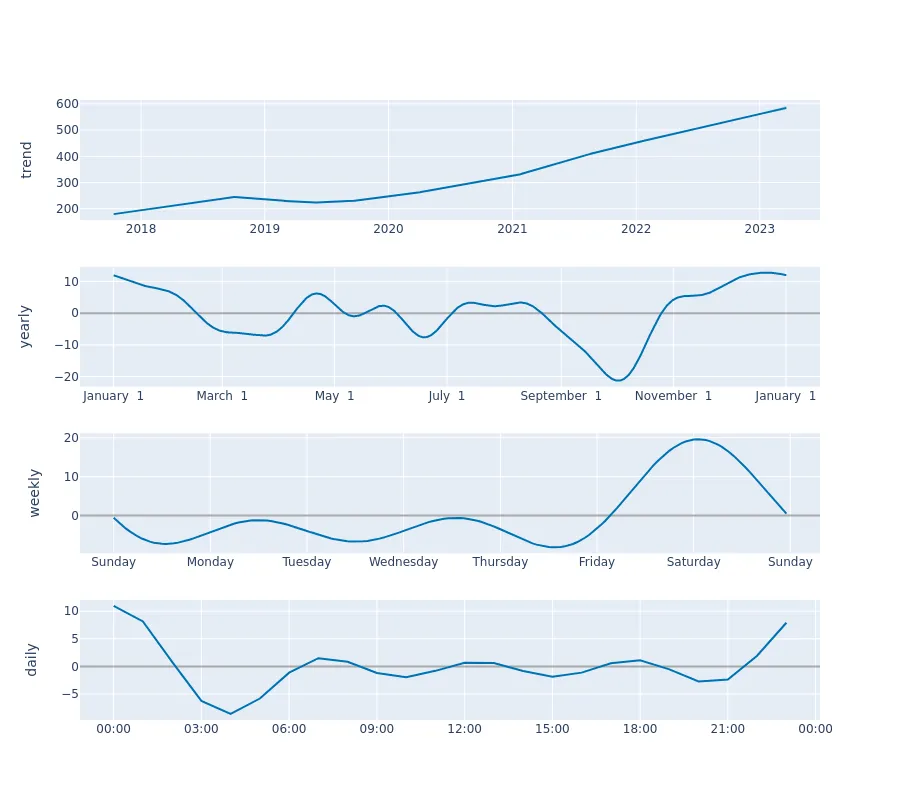 600
500
400
300
200
trend
2018 2019 2020 2021 2022 2023
10
0
−10
−20
yearly
January 1 March 1 May 1 July 1 September 1 November 1 January 1
20
10
0
weekly
Sunday Monday Tuesday Wednesday Thursday Friday Saturday Sunday
10
5
0
−5
daily
00:00 03:00 06:00 09:00 12:00 15:00 18:00 21:00 00:00